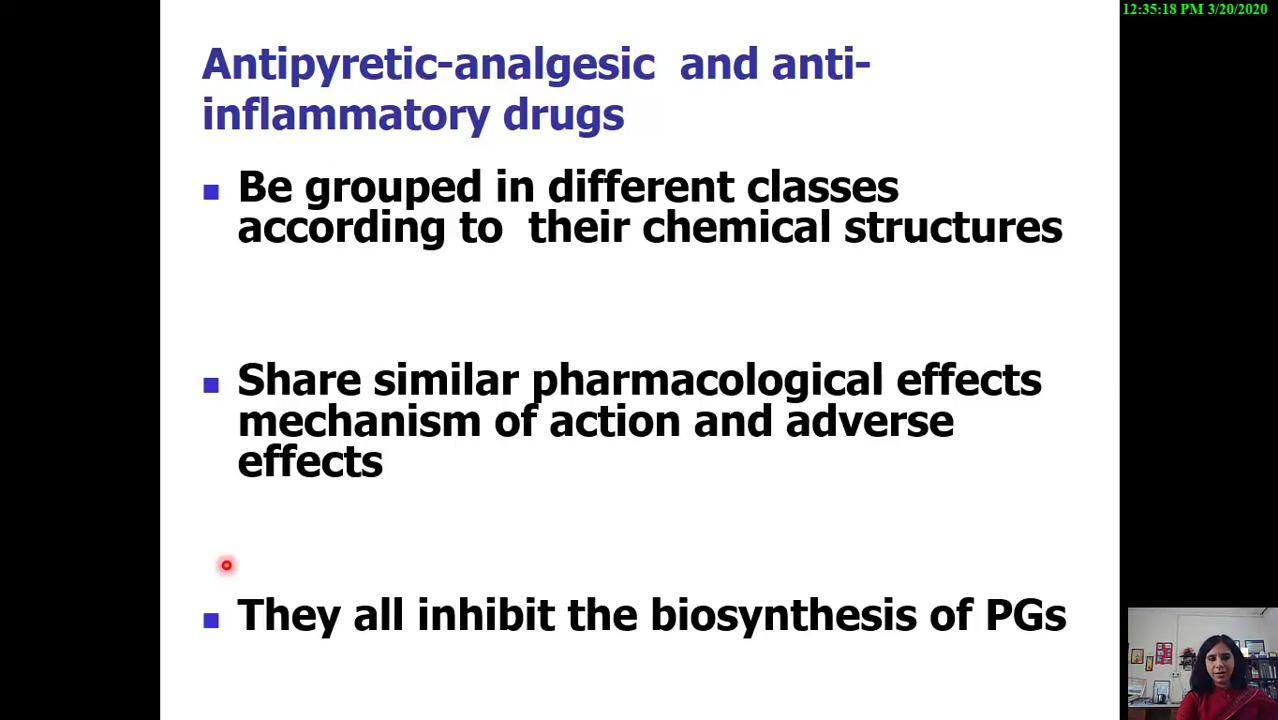 12:35:18 PM 3/20/2020
Antipyretic-analgesic and anti-
inflammatory drugs
Be grouped in different classes
according to their chemical structures
Share similar pharmacological effects
mechanism of action and adverse
effects
They all inhibit the biosynthesis of PGs